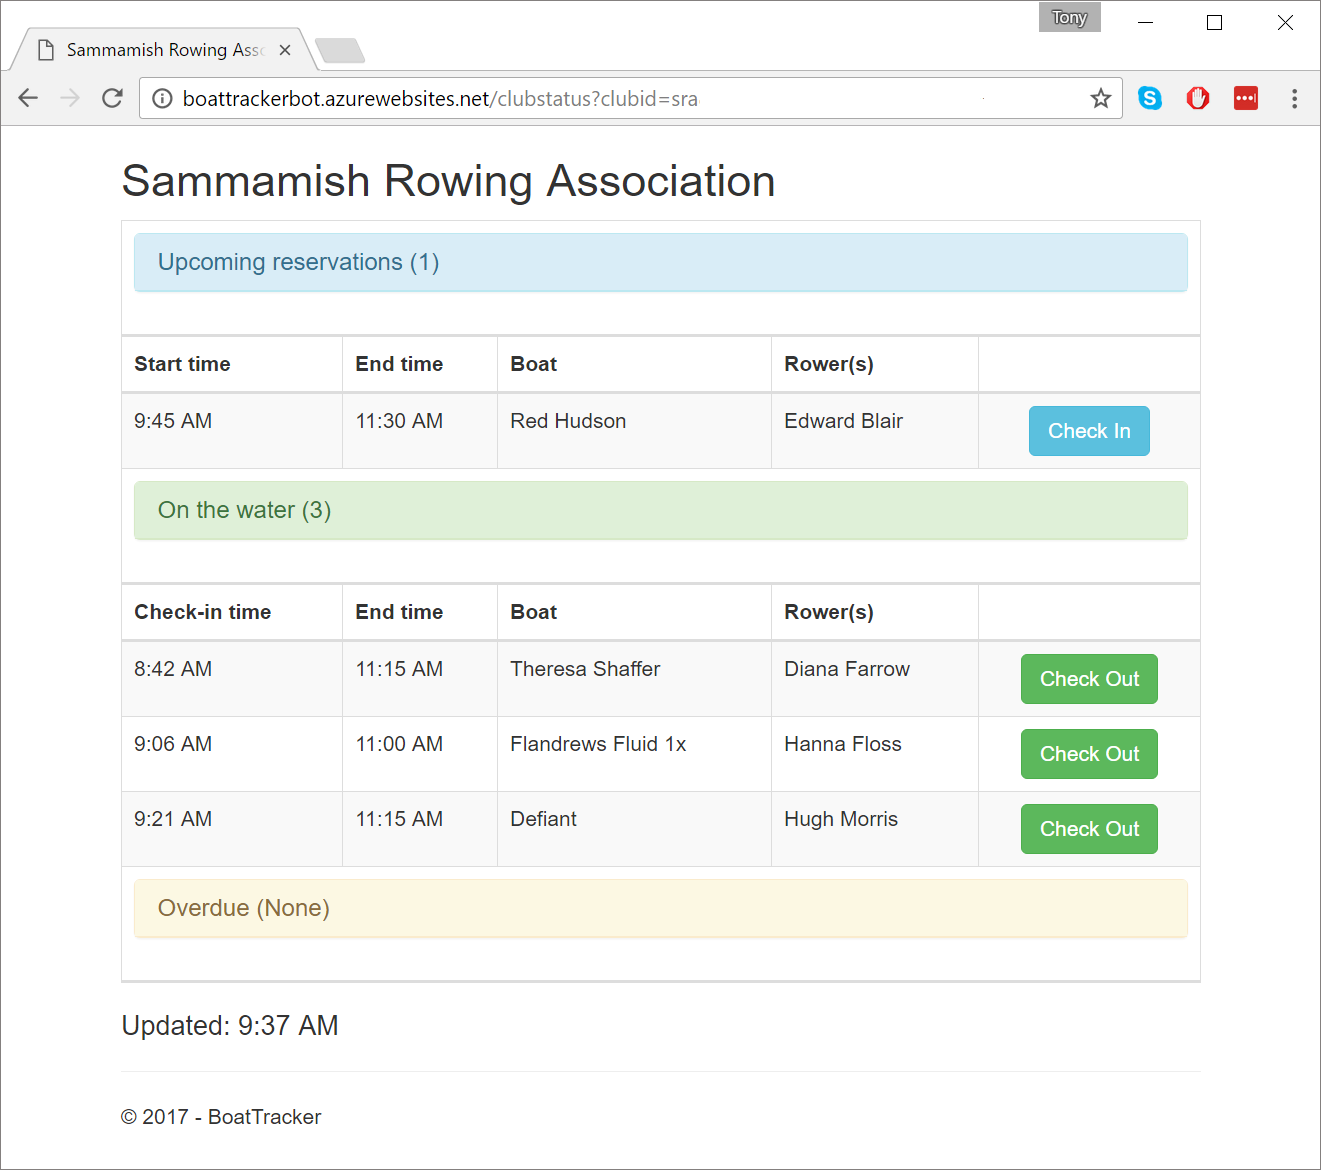 Tony
Sammamish Rowing Asso
boattrackerbot.azurewebsites.net/clubstatus?clubid=sra
Sammamish Rowing Association
Upcoming reservations (1)
Start time End time Boat Rower(s)
9:45 AM 11:30 AM Red Hudson Edward Blair Check In
On the water (3)
Check-in time End time Boat Rower(s)
8:42 AM 11:15 AM Theresa Shaffer Diana Farrow Check Out
9:06 AM 11:00 AM Flandrews Fluid 1x Hanna Floss Check Out
9:21 AM 11:15 AM Defiant Hugh Morris Check Out
Overdue (None)
Updated: 9:37 AM
© 2017 - BoatTracker